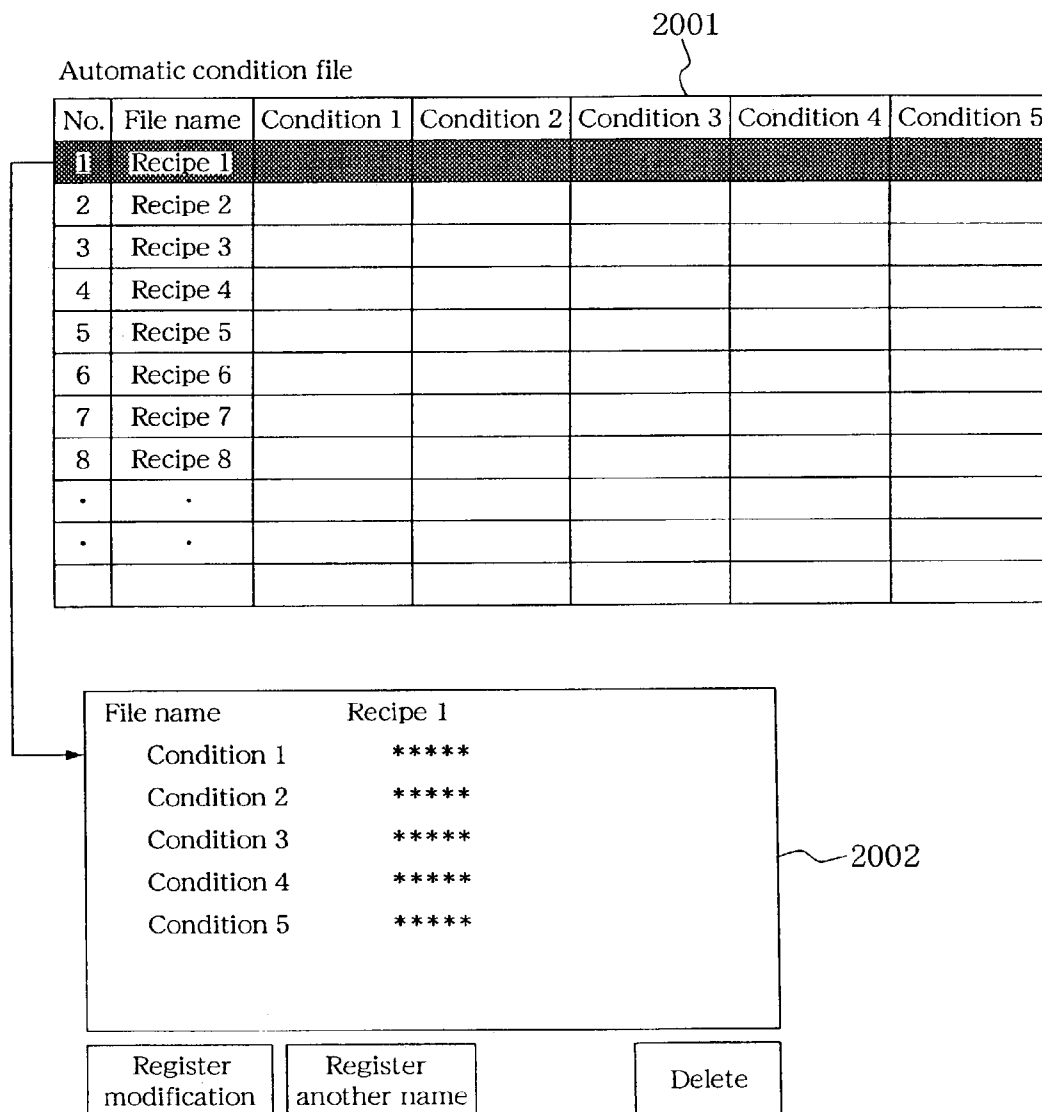 2001
Automatic condition file
No. File name Condition 1 Condition 2 Condition 3 Condition 4 Condition 5
1 Recipe 1
2 Recipe 2
3 Recipe 3
4 Recipe 4
5 Recipe 5
6 Recipe 6
7 Recipe 7
8 Recipe 8
· ·
· ·
File name Recipe 1
Condition 1 *****
Condition 2 *****
Condition 3 *****
Condition 4 *****
Condition 5 *****
2002
Register modification
Register another name
Delete